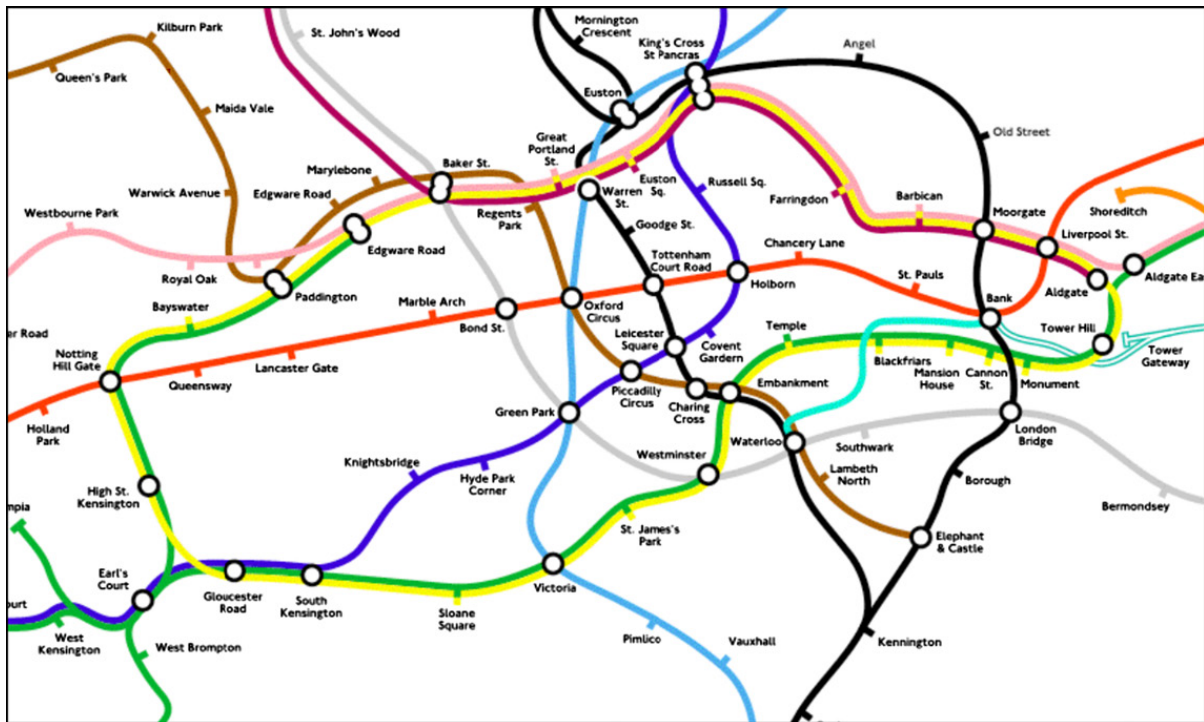 Kilburn Park
Queen's Park
St. John's Wood
Mornington
Crescent
King's Cross
St Pancras
Angel
Maida Vale
Euston
Old Street
Great
Portland
St.
Marylebone
Baker St.
Warwick Avenue
Edgware Road
Euston
Sq.
Russell Sq.
Warren
St.
Farringdon
Barbican
Shoreditch
Westbourne Park
Regents
Park
Goodge St.
Moorgate
Liverpool St.
Edgware Road
Chancery Lane
Tottenham
Court Road
Royal Oak
Holborn
St. Pauls
Aldgate
Aldgate Ea
Paddington
Bayswater
Marble Arch
Bond St.
Oxford
Circus
Bank
er Road
Leicester
Square
Covent
Gardern
Temple
Tower Hill
Notting
Hill Gate
Lancaster Gate
Queensway
Blackfriars
Mansion
House
Cannon
St.
Monument
Tower
Gateway
Piccadilly
Circus
Charing
Cross
Embankment
Holland
Park
Green Park
Waterloo
Southwark
London
Bridge
Knightsbridge
Hyde Park
Corner
Westminster
Lambeth
North
Borough
Bermondsey
High St.
Kensington
mpia
St. James's
Park
Elephant
& Castle
Earl's
Court
Gloucester
Road
South
Kensington
Victoria
Sloane
Square
ourt
West
Kensington
West Brompton
Pimlico
Vauxhall
Kennington